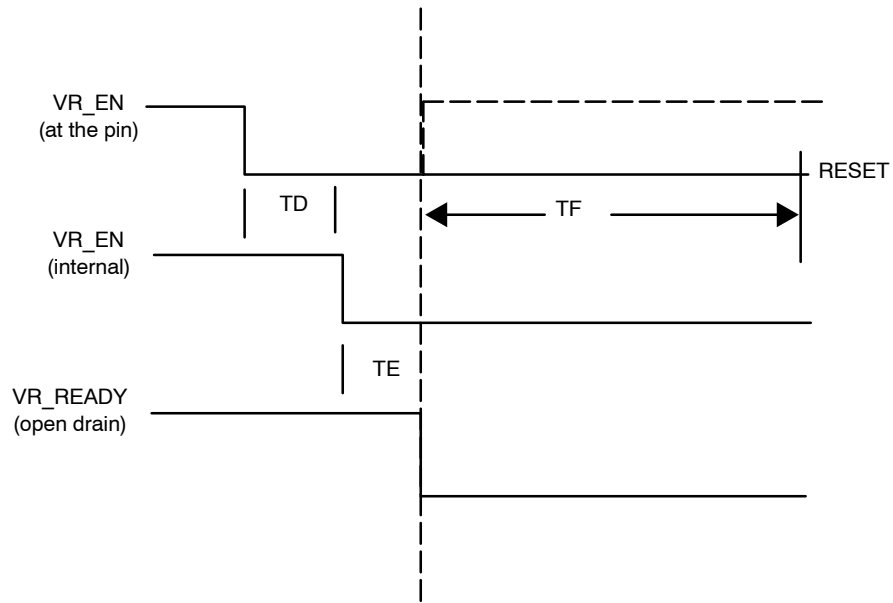 VR_EN
(at the pin)
RESET
TD
TF
VR_EN
(internal)
TE
VR_READY
(open drain)